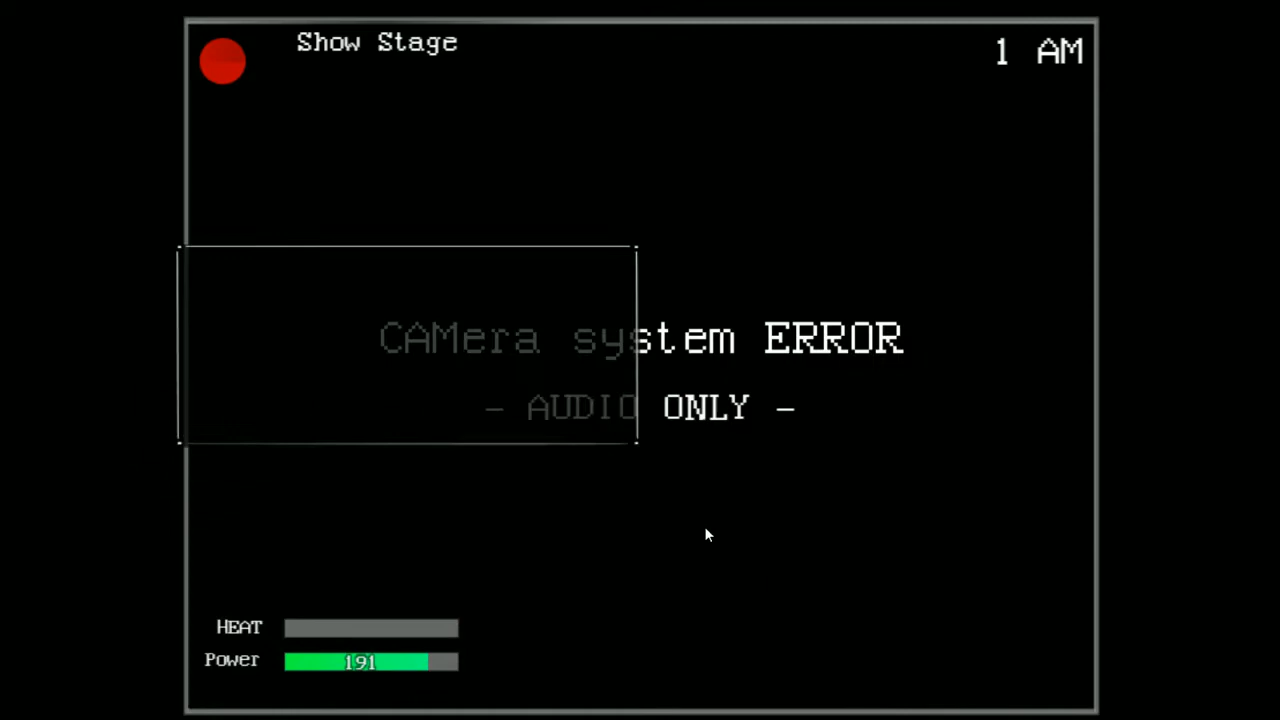 Show Stage
1 AM
CAMera system ERROR
- AUDIO ONLY -
HEAT
Power 191